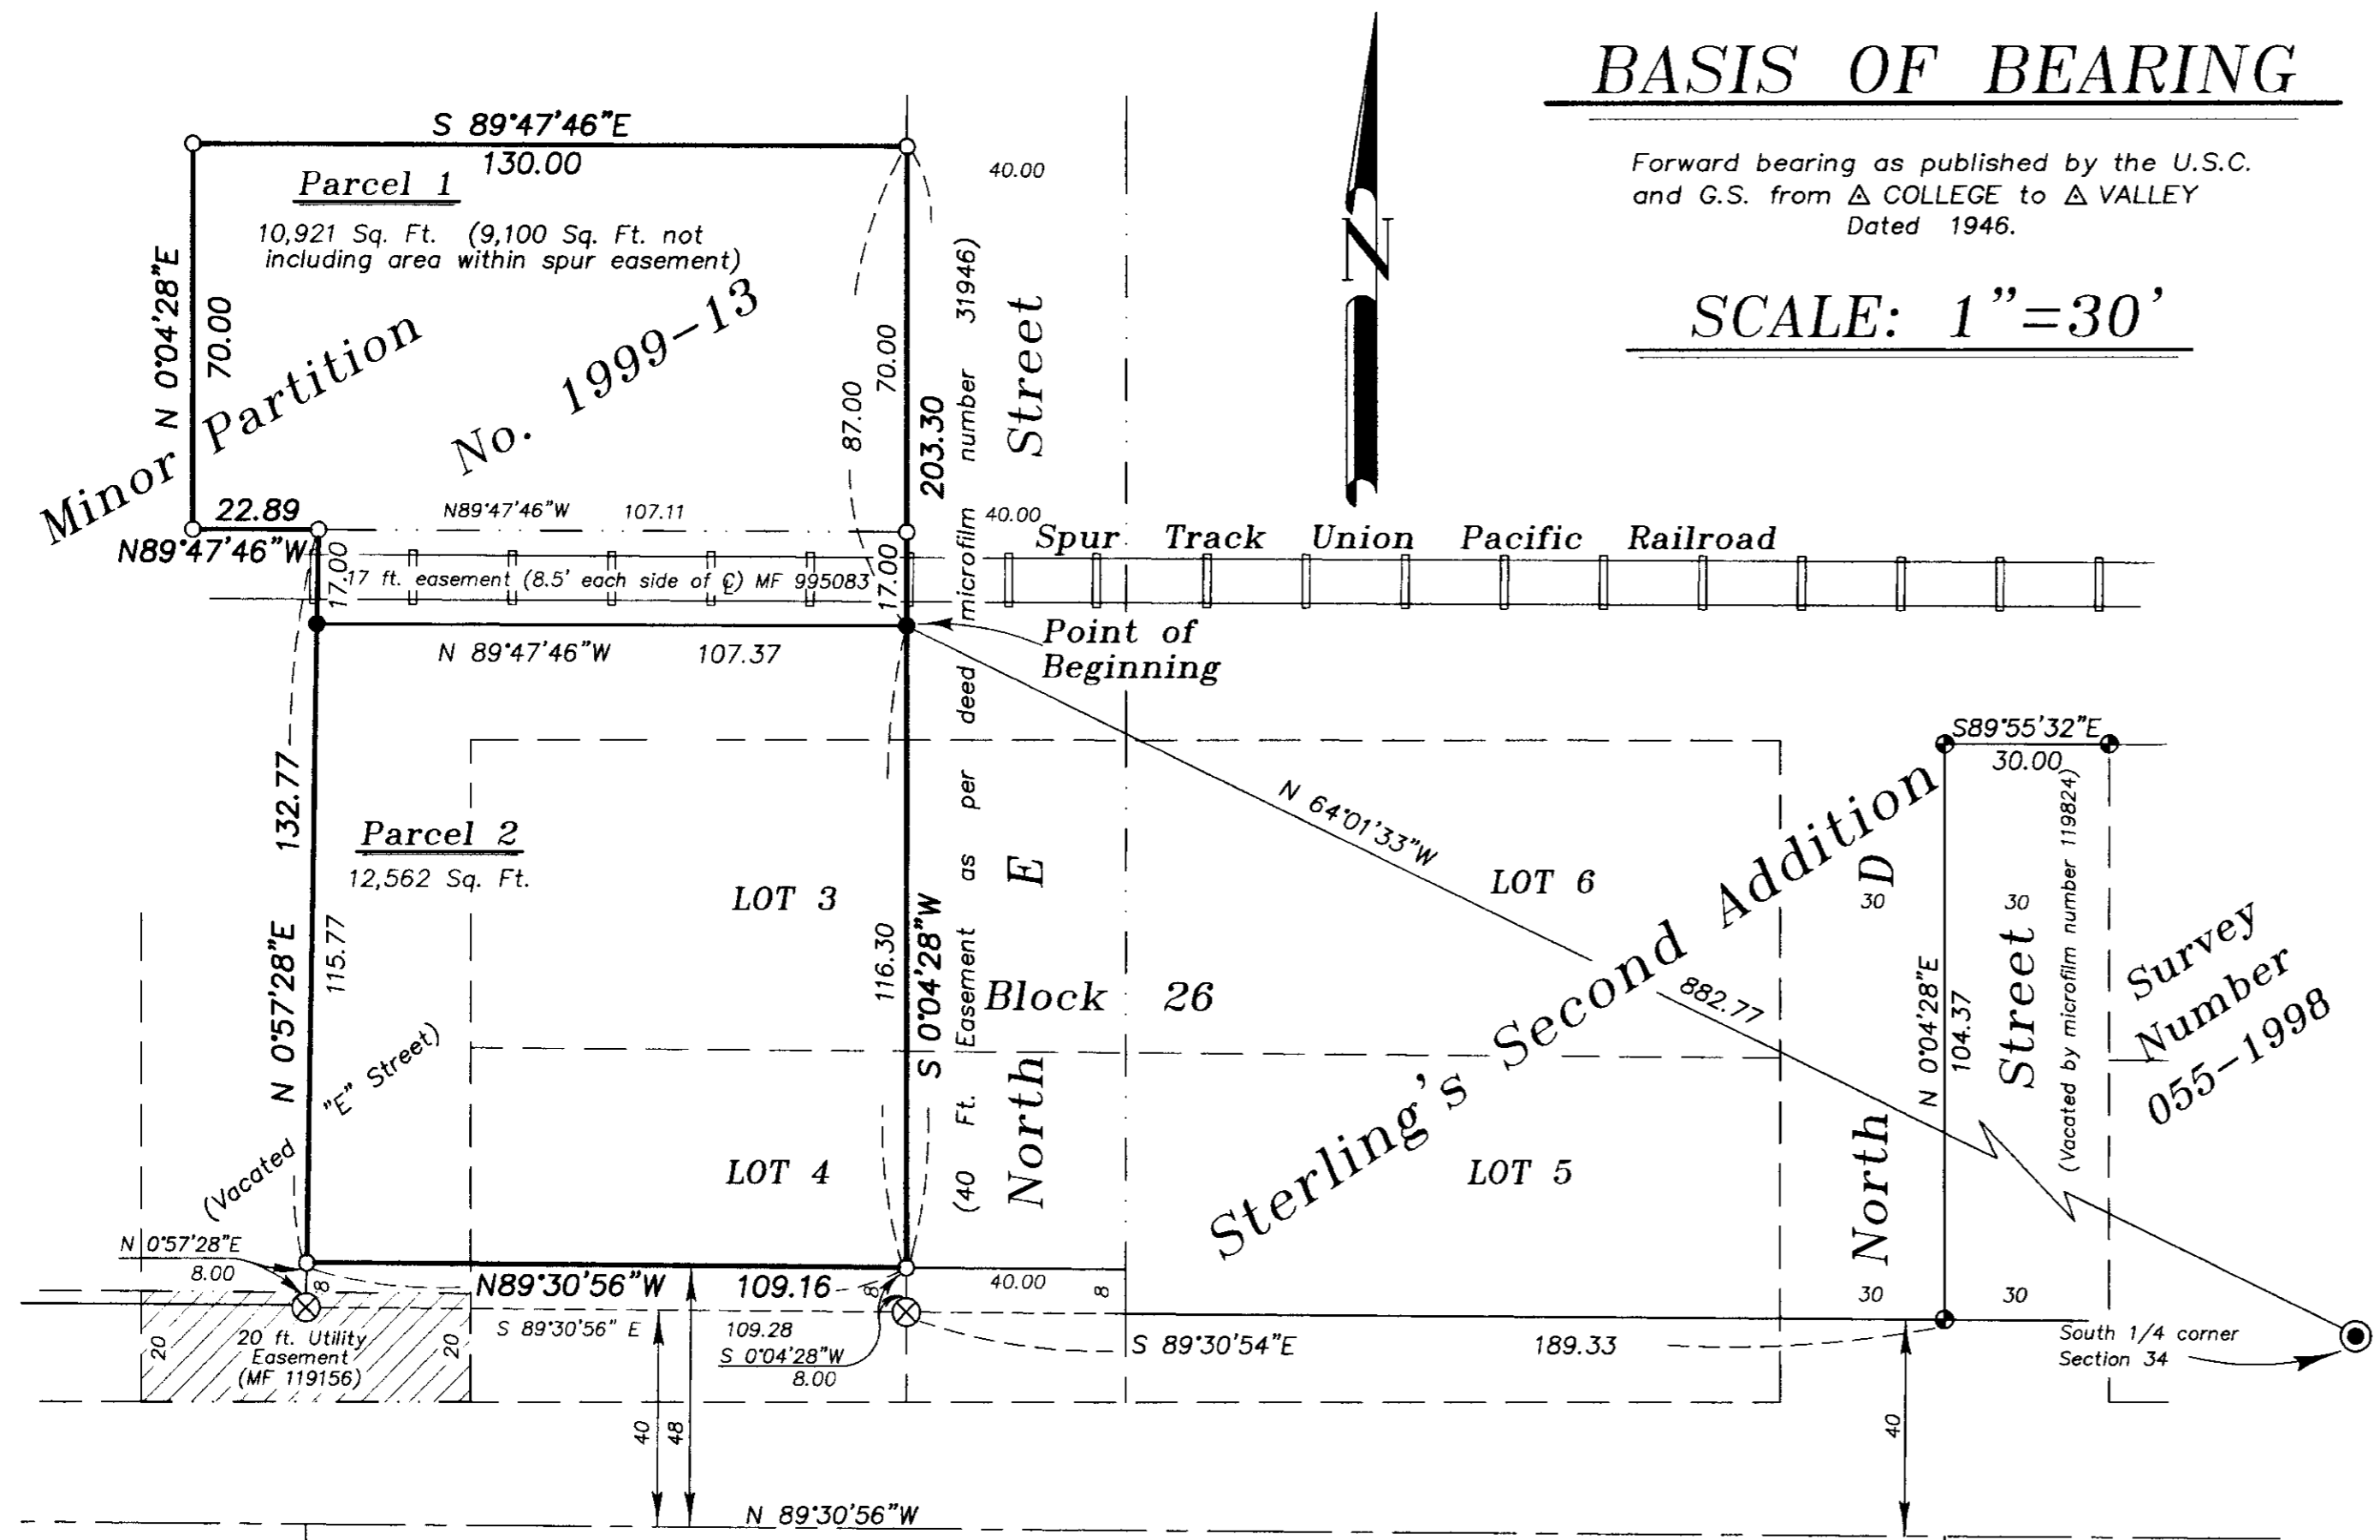 BASIS OF BEARING
Forward bearing as published by the U.S.C.
and G.S. from △ COLLEGE to △ VALLEY
Dated 1946.
SCALE: 1"=30'
N
S 89°47'46"E
130.00
Parcel 1
10,921 Sq. Ft. (9,100 Sq. Ft. not
including area within spur easement)
N 0°04'28"E
70.00
Minor Partition
No. 1999-13
87.00
70.00
203.30
40.00
Street
22.89
N89°47'46"W
N89°47'46"W 107.11
40.00
Spur Track Union Pacific Railroad
17.00
17 ft. easement (8.5' each side of ℄) MF 995083
17.00
N 89°47'46"W 107.37
Point of
Beginning
132.77
N 0°57'28"E
115.77
Parcel 2
12,562 Sq. Ft.
LOT 3
116.30
S 0°04'28"W
(40 Ft. Easement as per deed microfilm number 31946)
North E
Block 26
N 64°01'33"W
882.77
LOT 6
Sterling's Second Addition
S89°55'32"E
30.00
30
D
30
N 0°04'28"E
104.37
Street
(Vacated by microfilm number 119824)
Survey
Number
055-1998
(Vacated "E" Street)
LOT 4
LOT 5
North
N 0°57'28"E
8.00
8
N89°30'56"W 109.16
8
40.00
8
30
30
S 89°30'56" E 109.28
S 0°04'28"W
8.00
S 89°30'54"E 189.33
South 1/4 corner
Section 34
20
20 ft. Utility
Easement
(MF 119156)
20
40
48
40
N 89°30'56"W